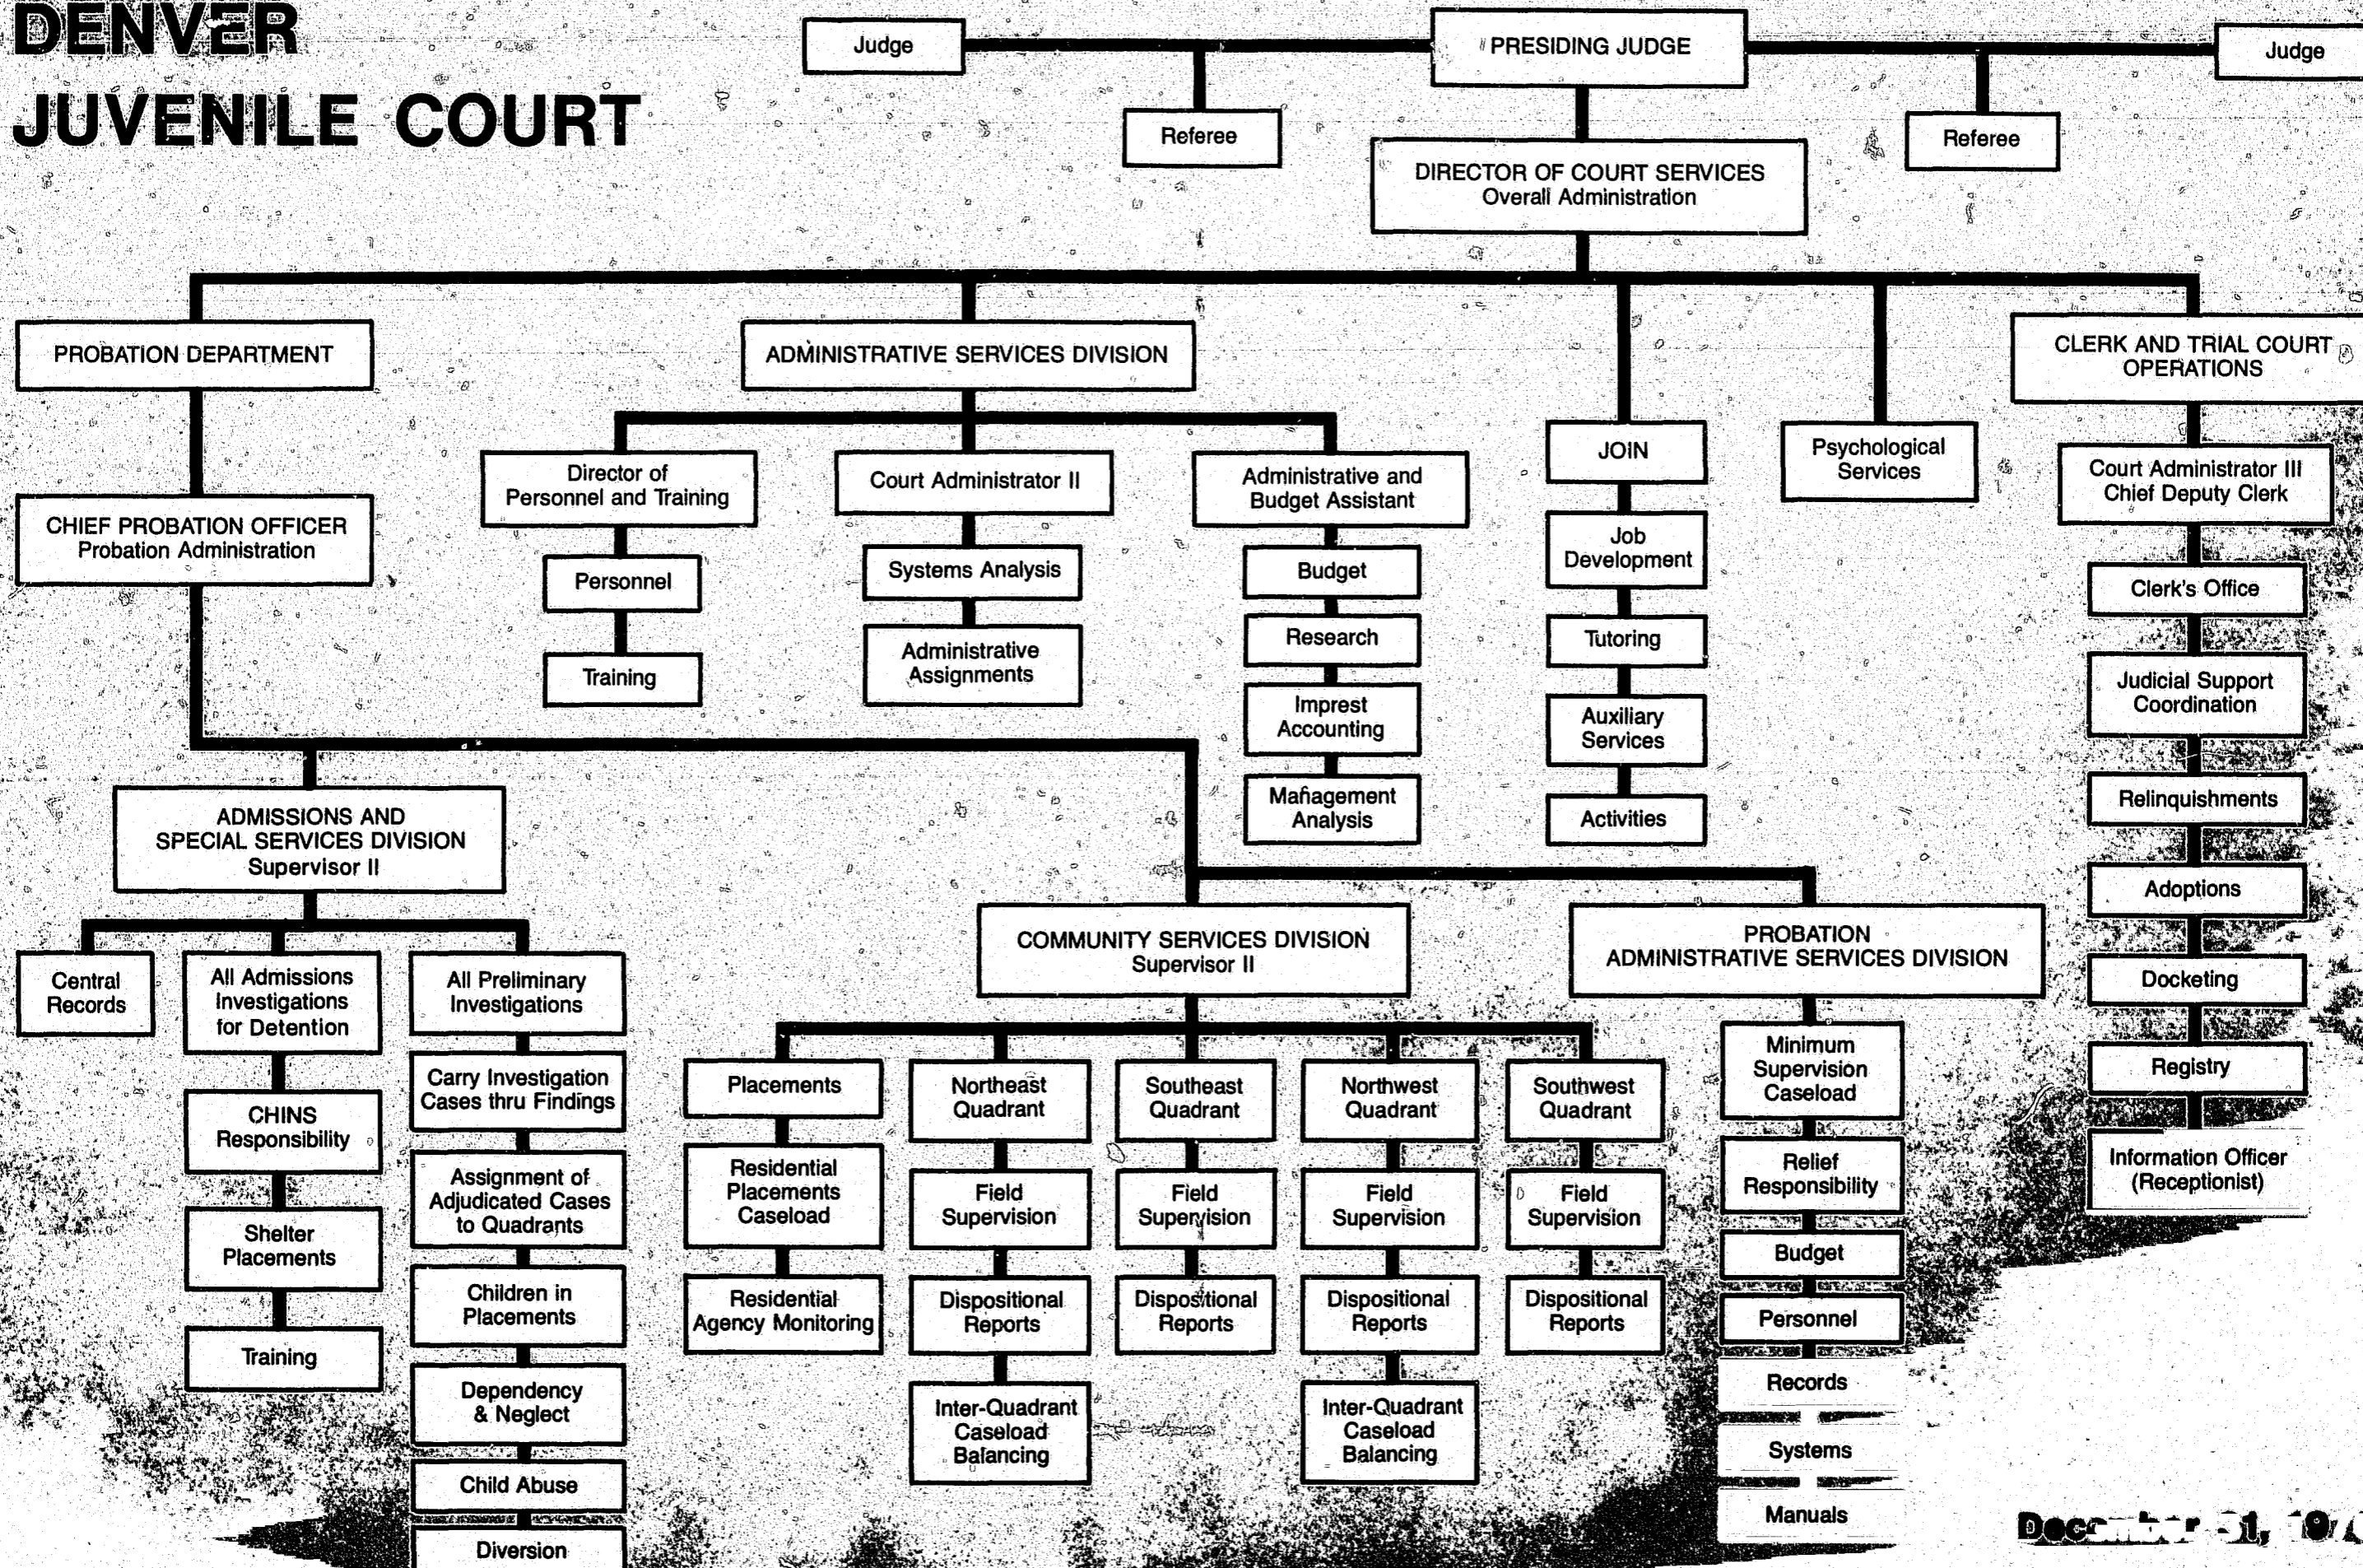 DENVER
JUVENILE COURT
Judge
PRESIDING JUDGE
Judge
Referee
Referee
DIRECTOR OF COURT SERVICES
Overall Administration
PROBATION DEPARTMENT
CHIEF PROBATION OFFICER
Probation Administration
ADMINISTRATIVE SERVICES DIVISION
Director of
Personnel and Training
Personnel
Training
Court Administrator II
Systems Analysis
Administrative
Assignments
Administrative and
Budget Assistant
Budget
Research
Imprest
Accounting
Management
Analysis
JOIN
Job
Development
Tutoring
Auxiliary
Services
Activities
Psychological
Services
CLERK AND TRIAL COURT
OPERATIONS
Court Administrator III
Chief Deputy Clerk
Clerk's Office
Judicial Support
Coordination
Relinquishments
Adoptions
Docketing
Registry
Information Officer
(Receptionist)
ADMISSIONS AND
SPECIAL SERVICES DIVISION
Supervisor II
Central
Records
All Admissions
Investigations
for Detention
CHINS
Responsibility
Shelter
Placements
Training
All Preliminary
Investigations
Carry Investigation
Cases thru Findings
Assignment of
Adjudicated Cases
to Quadrants
Children in
Placements
Dependency
& Neglect
Child Abuse
Diversion
COMMUNITY SERVICES DIVISION
Supervisor II
Placements
Residential
Placements
Caseload
Residential
Agency Monitoring
Northeast
Quadrant
Field
Supervision
Dispositional
Reports
Inter-Quadrant
Caseload
Balancing
Southeast
Quadrant
Field
Supervision
Dispositional
Reports
Northwest
Quadrant
Field
Supervision
Dispositional
Reports
Inter-Quadrant
Caseload
Balancing
Southwest
Quadrant
Field
Supervision
Dispositional
Reports
PROBATION
ADMINISTRATIVE SERVICES DIVISION
Minimum
Supervision
Caseload
Relief
Responsibility
Budget
Personnel
Records
Systems
Manuals
December 31,